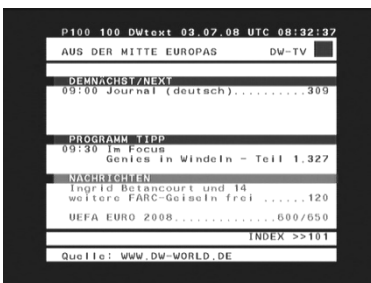 P100 100 DWtext 03.07.08 UTC 08:32:37
AUS DER MITTE EUROPAS DW-TV
DEMNÄCHST/NEXT
09:00 Journal (deutsch)..........309
PROGRAMM TIPP
09:30 Im Focus
Genies in Windeln - Teil 1.327
NACHRICHTEN
Ingrid Betancourt und 14
weitere FARC-Geiseln frei ......120
UEFA EURO 2008..............600/650
INDEX >>101
Quelle: WWW.DW-WORLD.DE